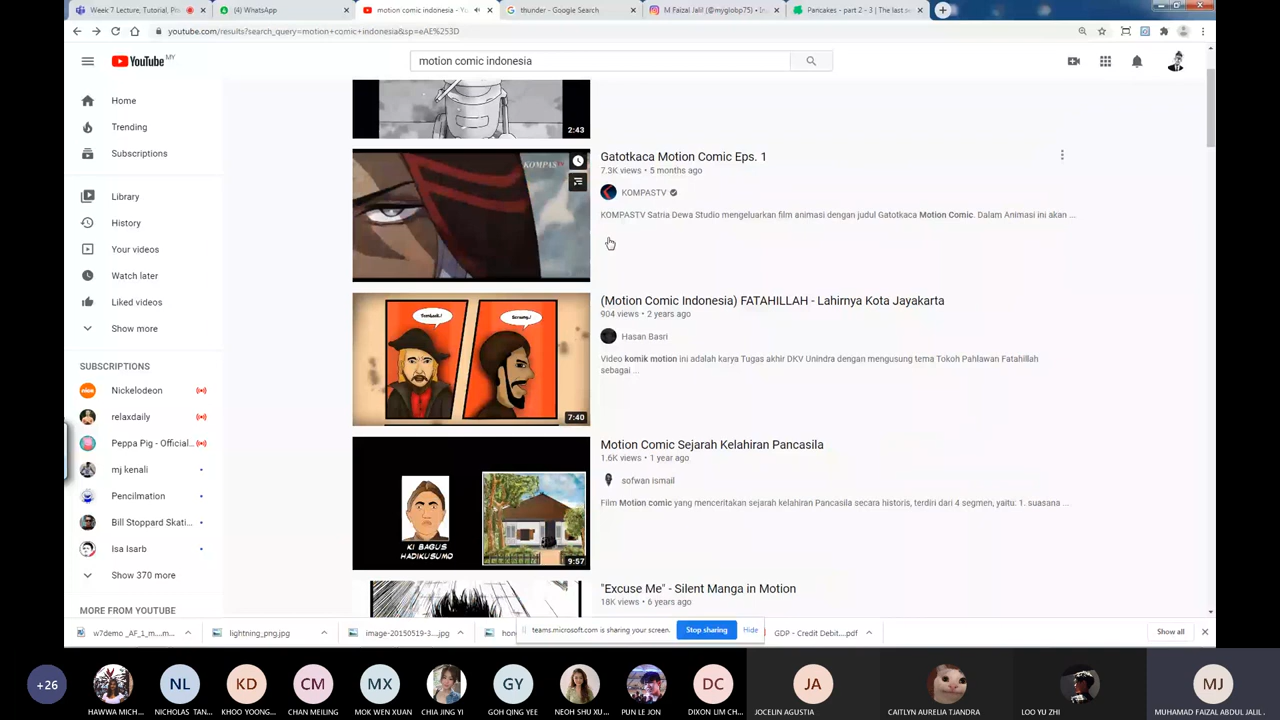 Week 7 Lecture, Tutorial, Pi
(4) WhatsApp
motion comic indonesia - Yo
thunder - Google Search
M Faizal Jalil (@myglobp75) • In
Pancakes - part 2 - 3 | The last s
youtube.com/results?search_query=motion+comic+indonesia&sp=eAE%253D
YouTube MY
motion comic indonesia
Home
Trending
Subscriptions
Library
History
Your videos
Watch later
Liked videos
Show more
SUBSCRIPTIONS
Nickelodeon
relaxdaily
Peppa Pig - Official...
mj kenali
Pencilmation
Bill Stoppard Skati...
Isa Isarb
Show 370 more
MORE FROM YOUTUBE
2:43
KOMPAS
Gatotkaca Motion Comic Eps. 1
7.3K views • 5 months ago
KOMPASTV
KOMPASTV Satria Dewa Studio mengeluarkan film animasi dengan judul Gatotkaca Motion Comic. Dalam Animasi ini akan ...
7:40
(Motion Comic Indonesia) FATAHILLAH - Lahirnya Kota Jayakarta
904 views • 2 years ago
Hasan Basri
Video komik motion ini adalah karya Tugas akhir DKV Unindra dengan mengusung tema Tokoh Pahlawan Fatahillah
sebagai ...
KI BAGUS
HADIKUSUMO
9:57
Motion Comic Sejarah Kelahiran Pancasila
1.6K views • 1 year ago
sofwan ismail
Film Motion comic yang menceritakan sejarah kelahiran Pancasila secara historis, terdiri dari 4 segmen, yaitu: 1. suasana ...
"Excuse Me" - Silent Manga in Motion
18K views • 6 years ago
w7demo _AF_1_m....m...
lightning_png.jpg
image-20150519-3....jpg
hon
teams.microsoft.com is sharing your screen.
Stop sharing
Hide
GDP - Credit Debit....pdf
Show all
+26
NL
KD
CM
MX
GY
DC
JA
MJ
HAWWA MICH...
NICHOLAS TAN...
KHOO YOONG...
CHAN MEILING
MOK WEN XUAN
CHIA JING YI
GOH QING YEE
NEOH SHU XU...
PUN LE JON
DIXON LIM CH...
JOCELIN AGUSTIA
CAITLYN AURELIA TJANDRA
LOO YU ZHI
MUHAMAD FAIZAL ABDUL JALIL .